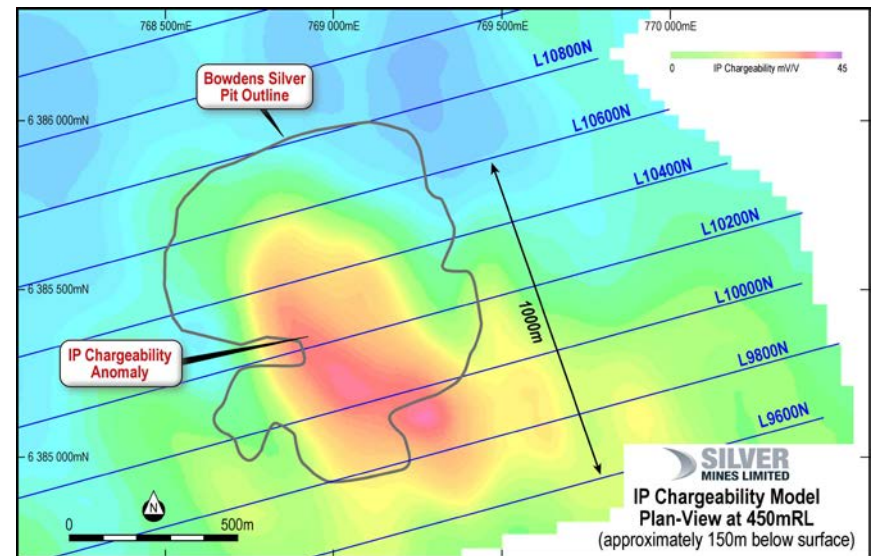 768 500mE
769 000mE
769 500mE
770 000mE
L10800N
0 IP Chargeability mV/V 45
Bowdens Silver
Pit Outline
6 386 000mN
L10600N
L10400N
L10200N
6 385 500mN
L10000N
1000m
IP Chargeability
Anomaly
L9800N
L9600N
6 385 000mN
SILVER
MINES LIMITED
N
IP Chargeability Model
Plan-View at 450mRL
(approximately 150m below surface)
0 500m